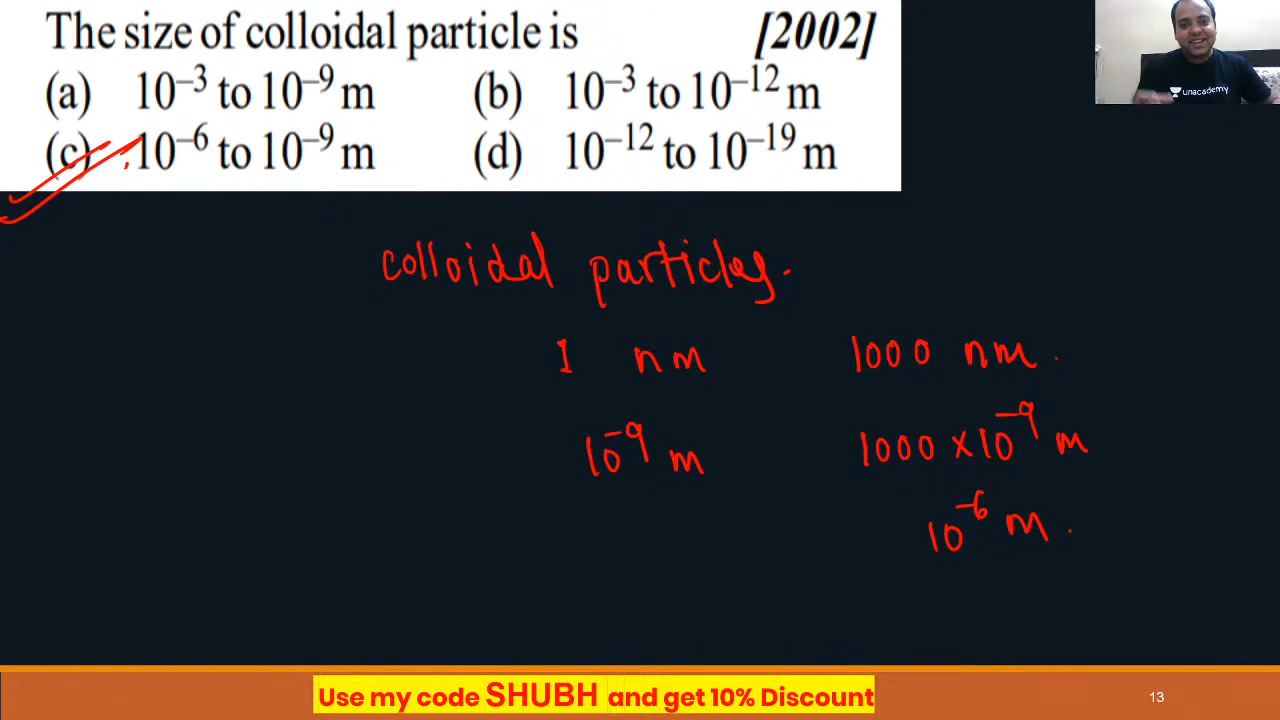 The size of colloidal particle is [2002]
(a) 10⁻³ to 10⁻⁹ m (b) 10⁻³ to 10⁻¹² m
(c) 10⁻⁶ to 10⁻⁹ m (d) 10⁻¹² to 10⁻¹⁹ m
unacademy
colloidal particles.
1 nm 1000 nm.
10⁻⁹ m 1000 × 10⁻⁹ m
10⁻⁶ m.
Use my code SHUBH and get 10% Discount
13